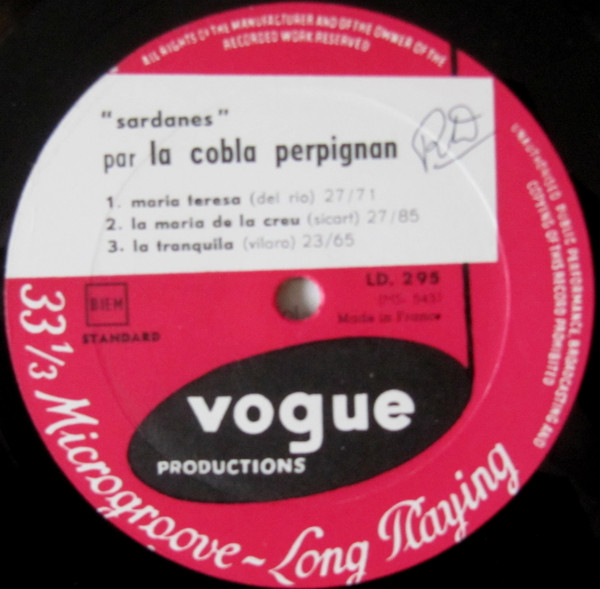 ALL RIGHTS OF THE MANUFACTURER AND OF THE OWNER OF THE
RECORDED WORK RESERVED
"sardanes"
par la cobla perpignan
RD
1. maria teresa (del rio) 27/71
2. la maria de la creu (sicart) 27/85
3. la tranquila (vilaro) 23/65
LD. 295
Made in France
BIEM
STANDARD
vogue
PRODUCTIONS
33 1/3 Microgroove ~ Long Playing
COPYING PUBLIC PERFORMANCE, BROADCASTING AND
OF THIS RECORD PROHIBITED